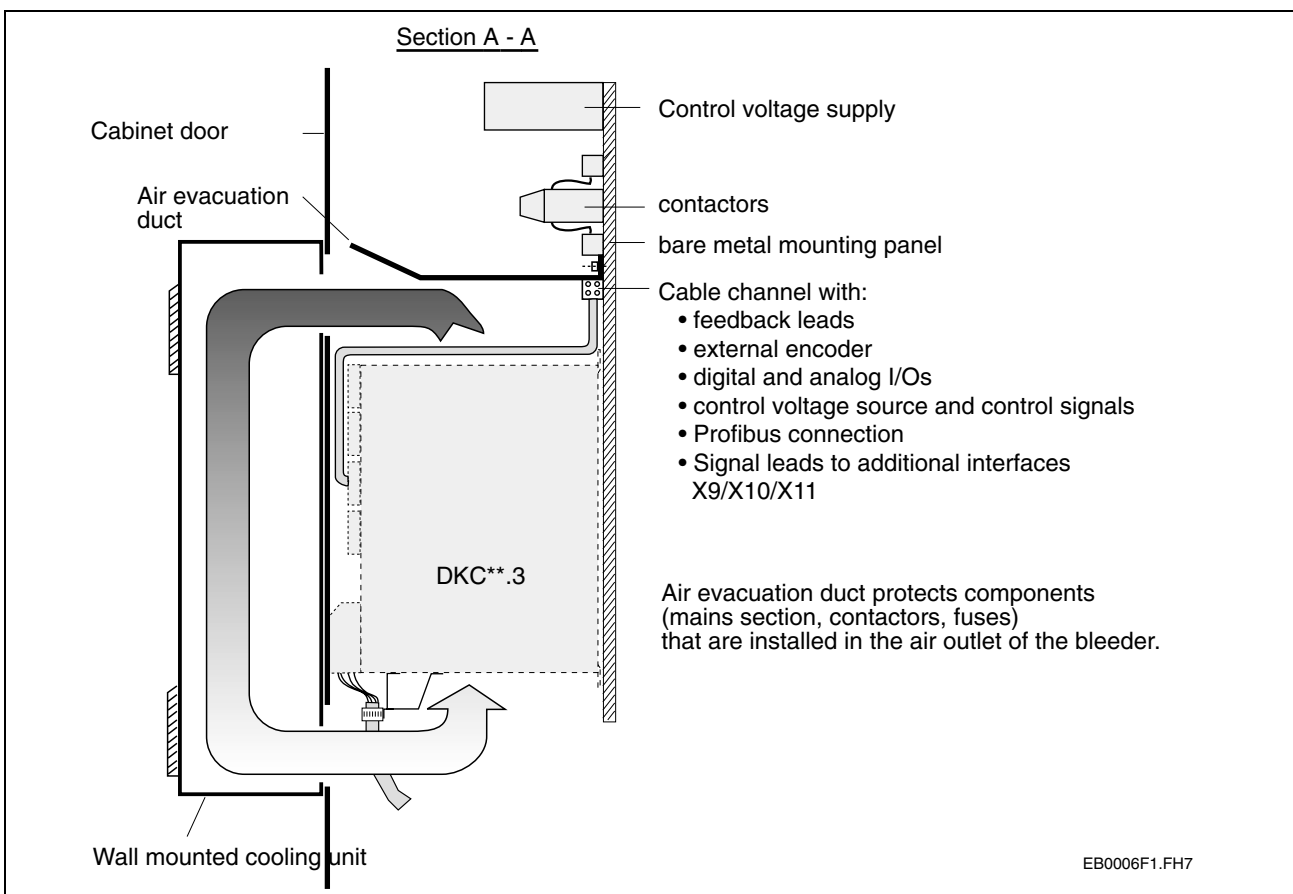 Section A - A
Control voltage supply
Cabinet door
Air evacuation
duct
contactors
bare metal mounting panel
Cable channel with:
• feedback leads
• external encoder
• digital and analog I/Os
• control voltage source and control signals
• Profibus connection
• Signal leads to additional interfaces
X9/X10/X11
DKC**.3
Air evacuation duct protects components
(mains section, contactors, fuses)
that are installed in the air outlet of the bleeder.
Wall mounted cooling unit
EB0006F1.FH7